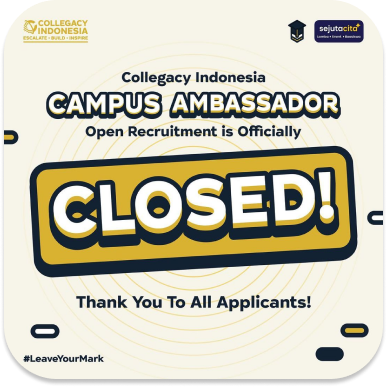 COLLEGACY
INDONESIA
ESCALATE • BUILD • INSPIRE
sejutacita
Collegacy Indonesia
CAMPUS AMBASSADOR
Open Recruitment is Officially
CLOSED!
Thank You To All Applicants!
#LeaveYourMark